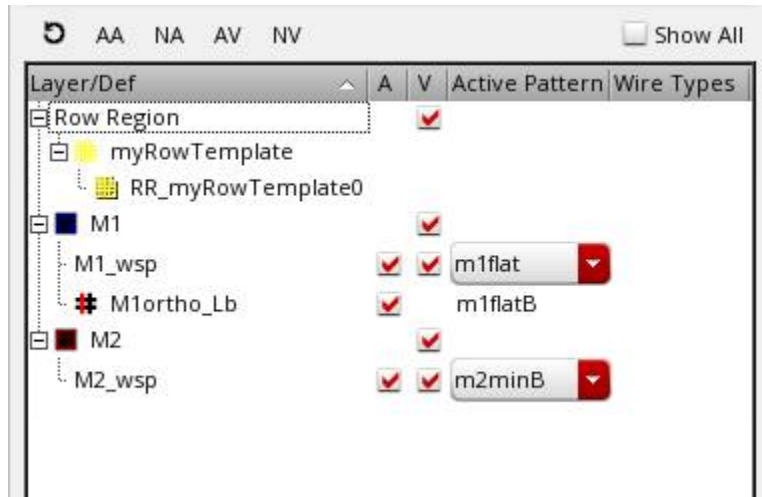 AA NA AV NV Show All
Layer/Def A V Active Pattern Wire Types
Row Region
myRowTemplate
RR_myRowTemplate0
M1
M1_wsp m1flat
M1ortho_Lb m1flatB
M2
M2_wsp m2minB